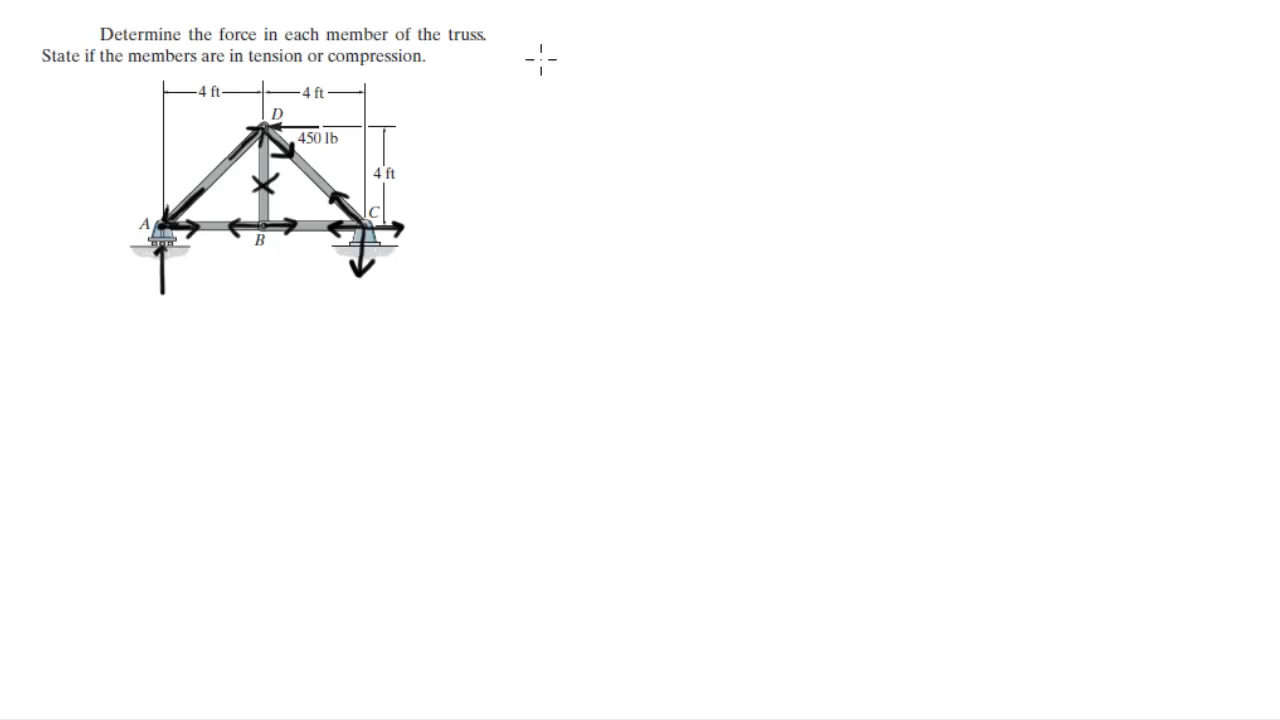 Determine the force in each member of the truss.
State if the members are in tension or compression.
4 ft
4 ft
D
450 lb
4 ft
C
A
B